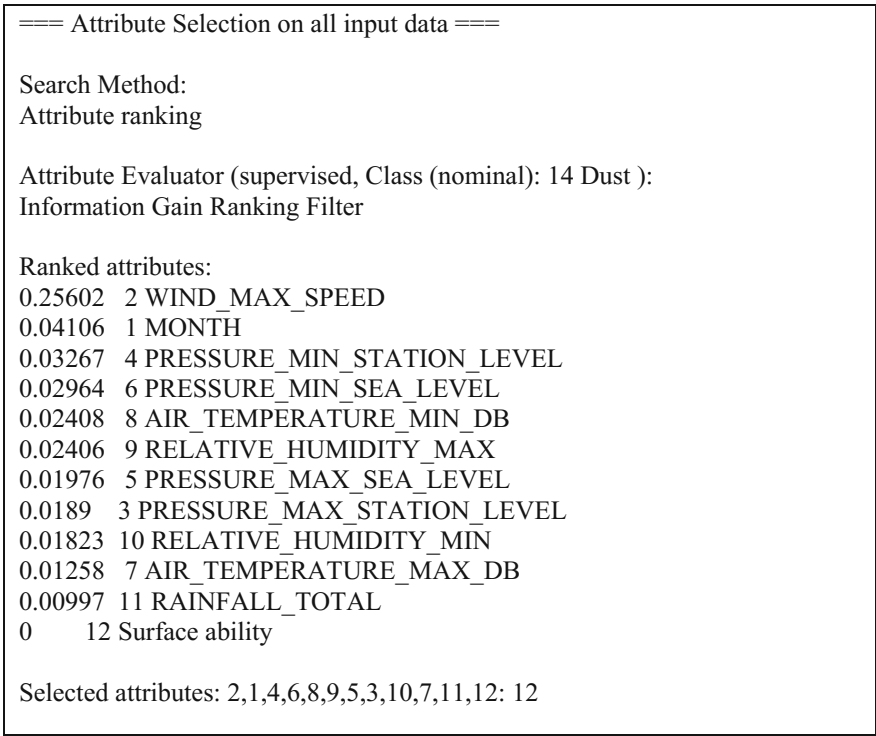 === Attribute Selection on all input data ===
Search Method:
Attribute ranking
Attribute Evaluator (supervised, Class (nominal): 14 Dust ):
Information Gain Ranking Filter
Ranked attributes:
0.25602 2 WIND_MAX_SPEED
0.04106 1 MONTH
0.03267 4 PRESSURE_MIN_STATION_LEVEL
0.02964 6 PRESSURE_MIN_SEA_LEVEL
0.02408 8 AIR_TEMPERATURE_MIN_DB
0.02406 9 RELATIVE_HUMIDITY_MAX
0.01976 5 PRESSURE_MAX_SEA_LEVEL
0.0189 3 PRESSURE_MAX_STATION_LEVEL
0.01823 10 RELATIVE_HUMIDITY_MIN
0.01258 7 AIR_TEMPERATURE_MAX_DB
0.00997 11 RAINFALL_TOTAL
0 12 Surface ability
Selected attributes: 2,1,4,6,8,9,5,3,10,7,11,12: 12